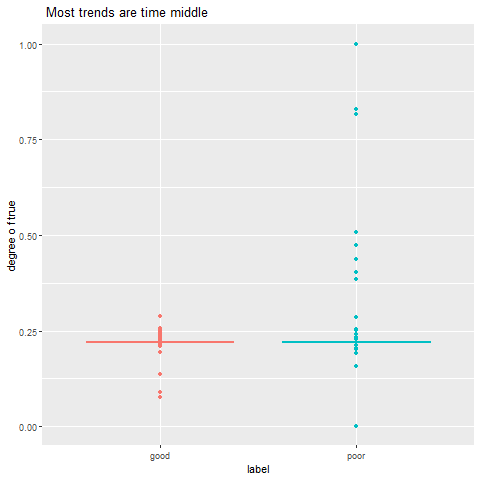 Most trends are time middle
1.00
0.75
0.50
0.25
0.00
degree o f true
good
poor
label